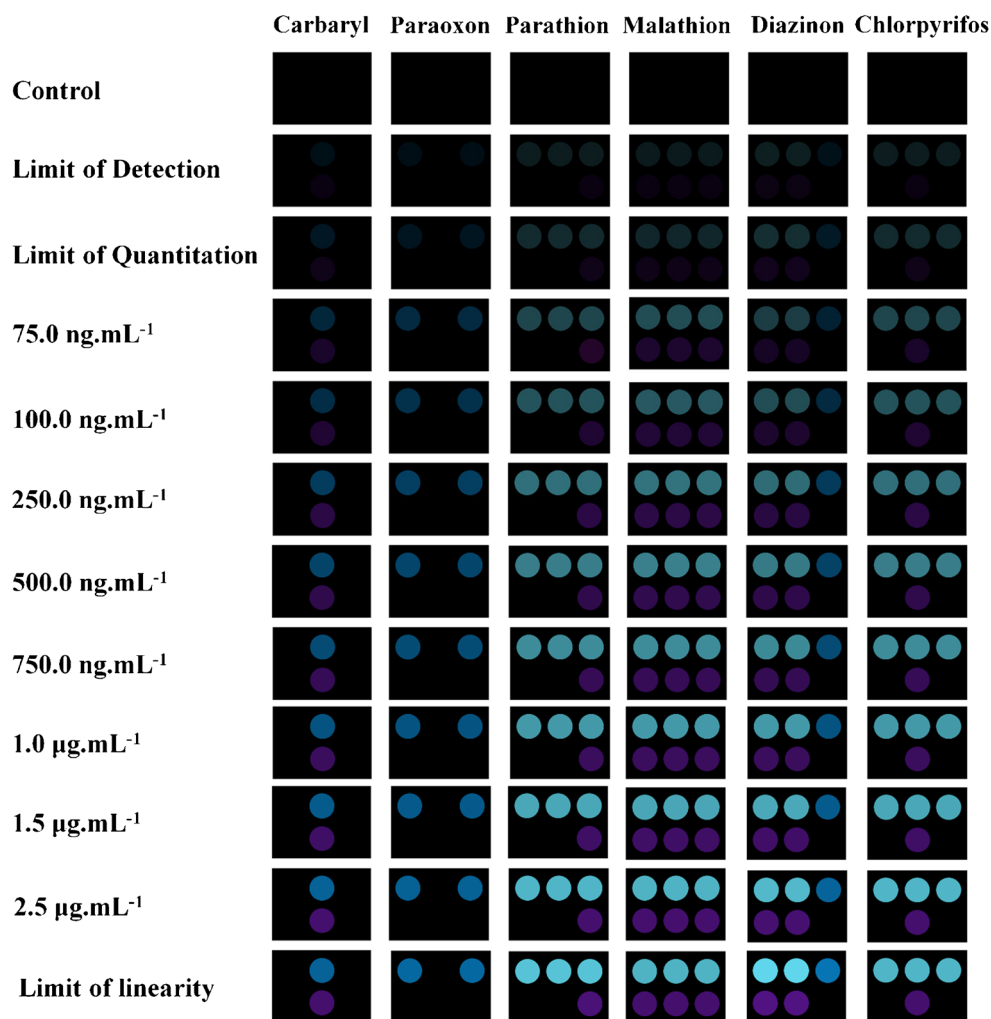 Carbaryl Paraoxon Parathion Malathion Diazinon Chlorpyrifos
Control
Limit of Detection
Limit of Quantitation
75.0 ng.mL⁻¹
100.0 ng.mL⁻¹
250.0 ng.mL⁻¹
500.0 ng.mL⁻¹
750.0 ng.mL⁻¹
1.0 µg.mL⁻¹
1.5 µg.mL⁻¹
2.5 µg.mL⁻¹
Limit of linearity